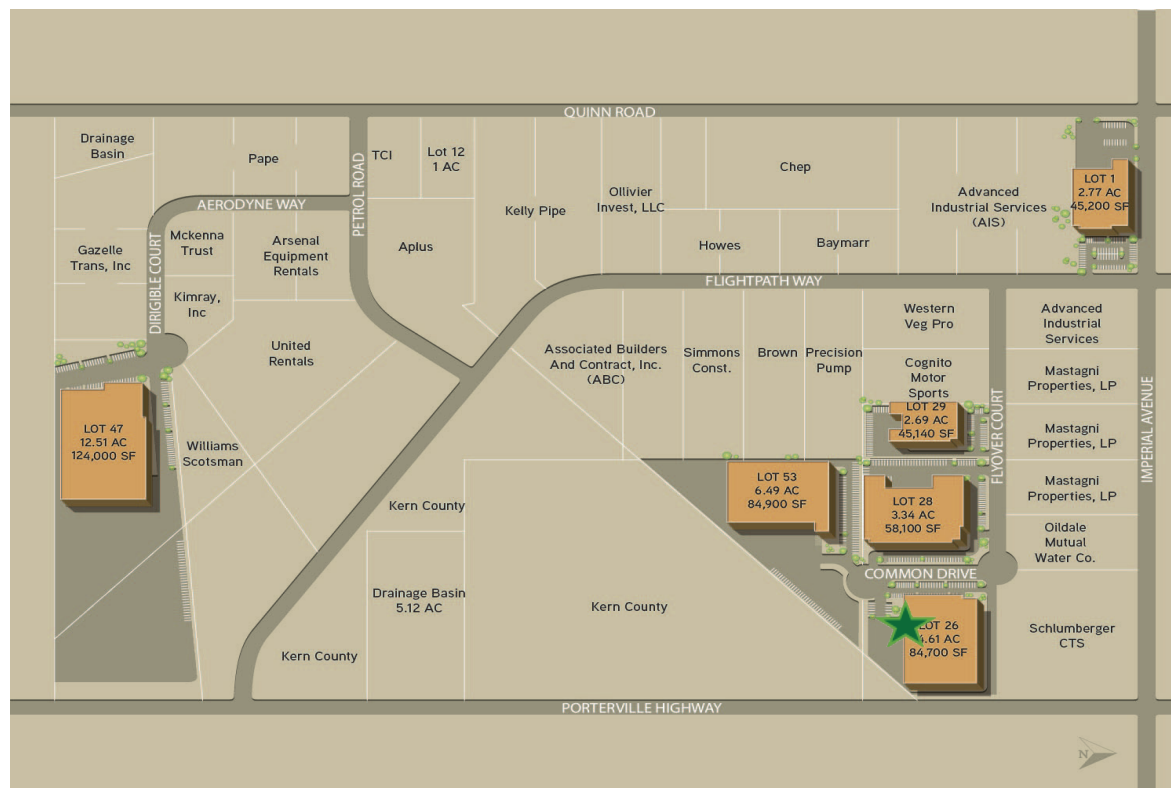 QUINN ROAD
Drainage
Basin
Pape
TCI
Lot 12
1 AC
PETROL ROAD
AERODYNE WAY
Kelly Pipe
Ollivier
Invest, LLC
Chep
Advanced
Industrial Services
(AIS)
LOT 1
2.77 AC
45,200 SF
Gazelle
Trans, Inc
DIRIGIBLE COURT
Mckenna
Trust
Arsenal
Equipment
Rentals
Aplus
Howes
Baymarr
Kimray,
Inc
FLIGHTPATH WAY
United
Rentals
Associated Builders
And Contract, Inc.
(ABC)
Simmons
Const.
Brown
Precision
Pump
Western
Veg Pro
Cognito
Motor
Sports
Advanced
Industrial
Services
Mastagni
Properties, LP
Mastagni
Properties, LP
Mastagni
Properties, LP
FLYOVER COURT
IMPERIAL AVENUE
LOT 29
2.69 AC
45,140 SF
LOT 47
12.51 AC
124,000 SF
Williams
Scotsman
LOT 53
6.49 AC
84,900 SF
LOT 28
3.34 AC
58,100 SF
Kern County
Oildale
Mutual
Water Co.
COMMON DRIVE
Drainage Basin
5.12 AC
Kern County
LOT 26
.61 AC
84,700 SF
Schlumberger
CTS
Kern County
PORTERVILLE HIGHWAY
N